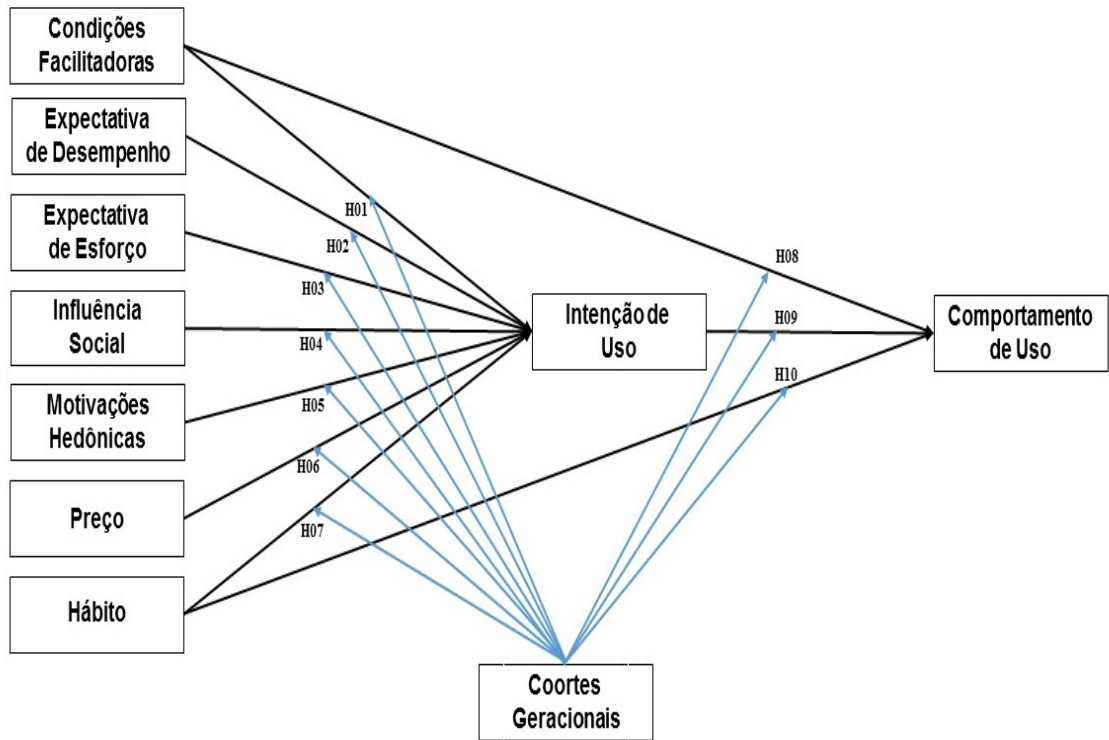 Condições
Facilitadoras
Expectativa
de Desempenho
Expectativa
de Esforço
Influência
Social
Motivações
Hedônicas
Preço
Hábito
H01
H02
H03
H04
H05
H06
H07
Intenção de
Uso
H08
H09
H10
Comportamento
de Uso
Coortes
Geracionais